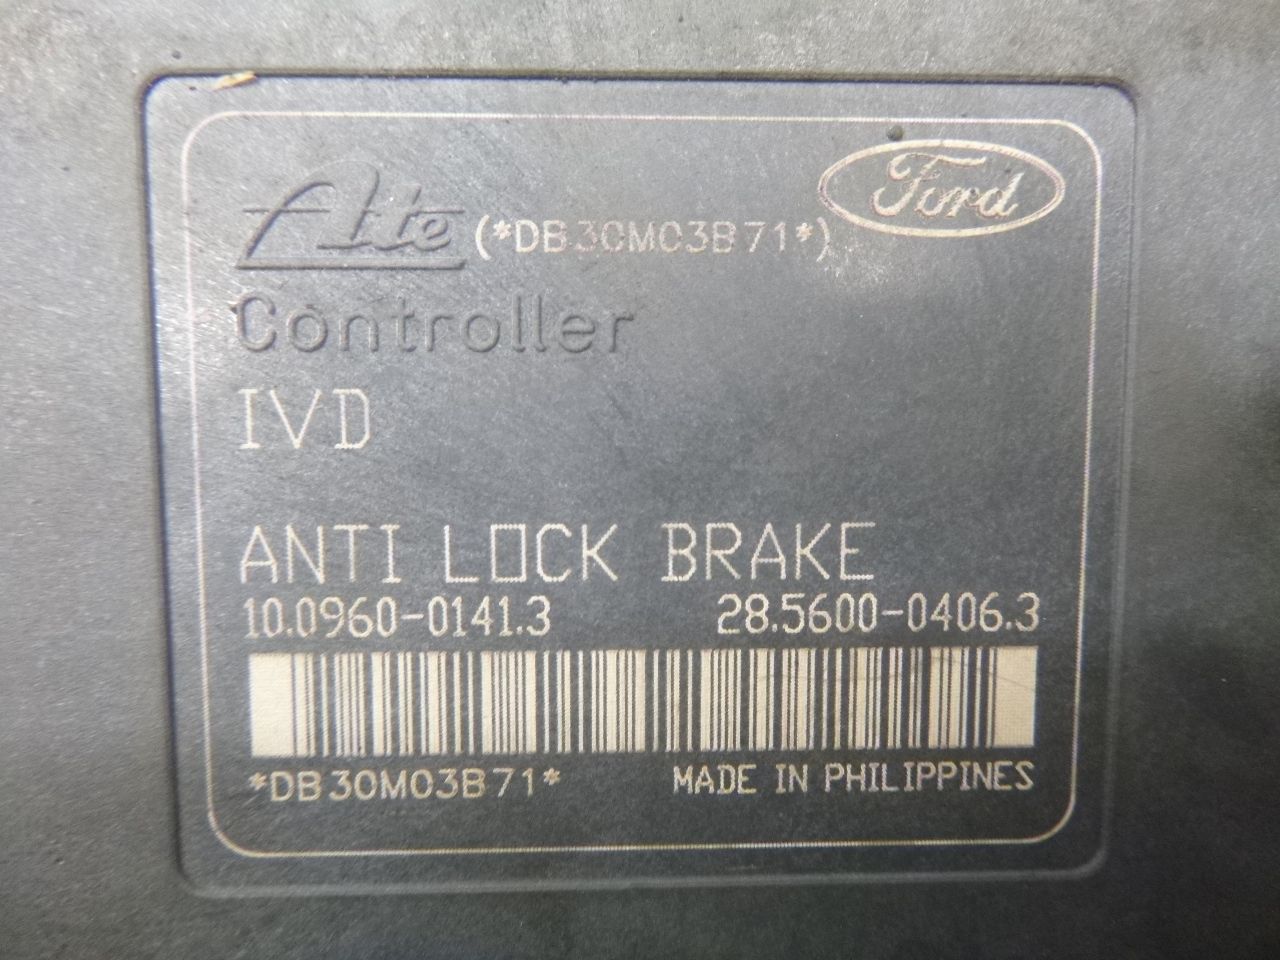 Ate (*DB30M03B71*) Ford
Controller
IVD
ANTI LOCK BRAKE
10.0960-0141.3 28.5600-0406.3
*DB30M03B71* MADE IN PHILIPPINES